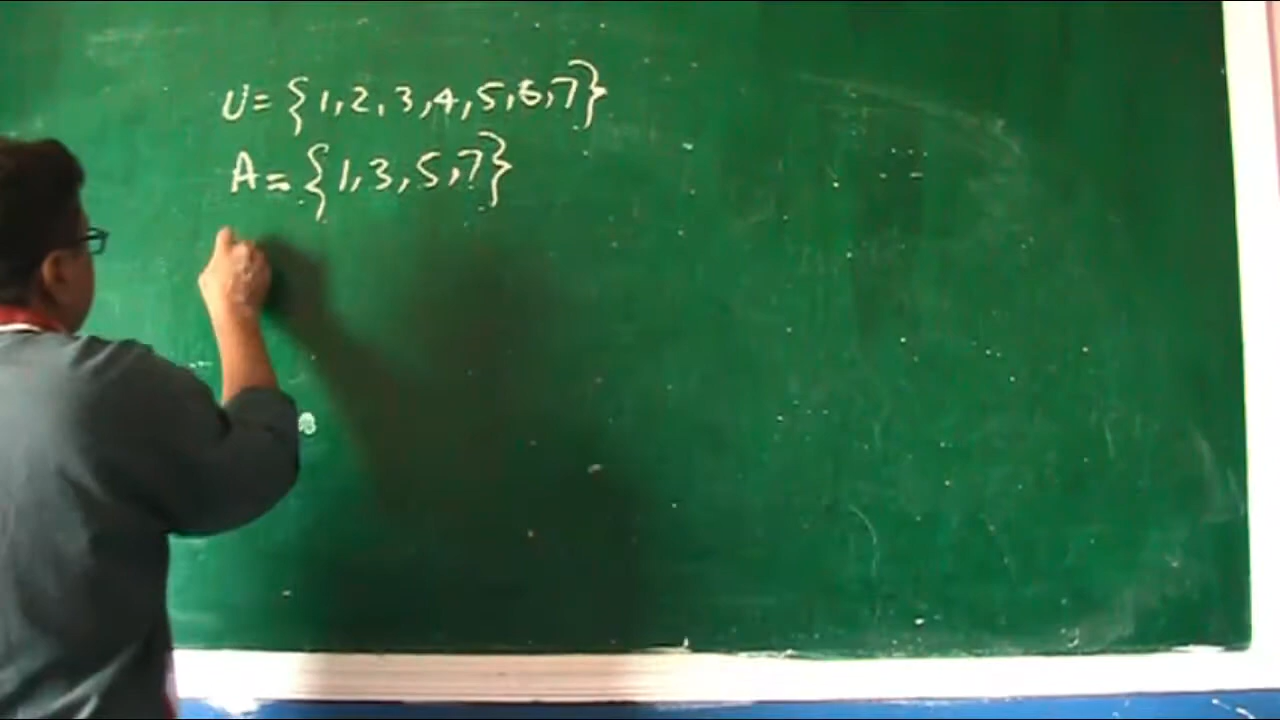 U = {1,2,3,4,5,6,7}
A = {1,3,5,7}